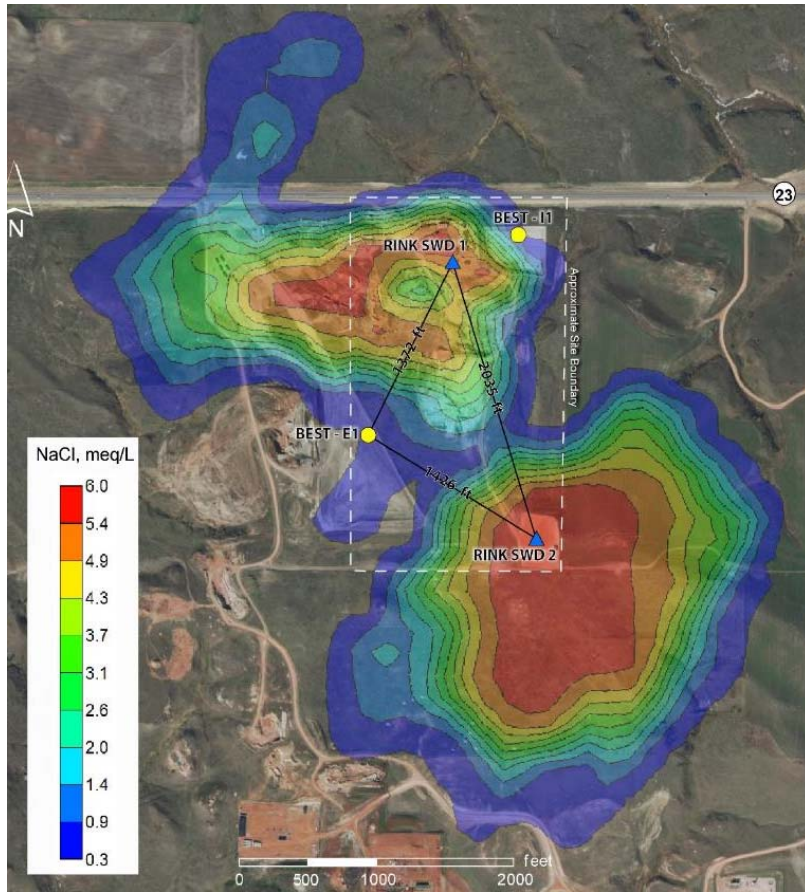 23
N
BEST - I1
RINK SWD 1
Approximate Site Boundary
1372 ft
2035 ft
BEST - E1
1426 ft
RINK SWD 2
NaCl, meq/L
6.0
5.4
4.9
4.3
3.7
3.1
2.6
2.0
1.4
0.9
0.3
feet
0 500 1000 2000